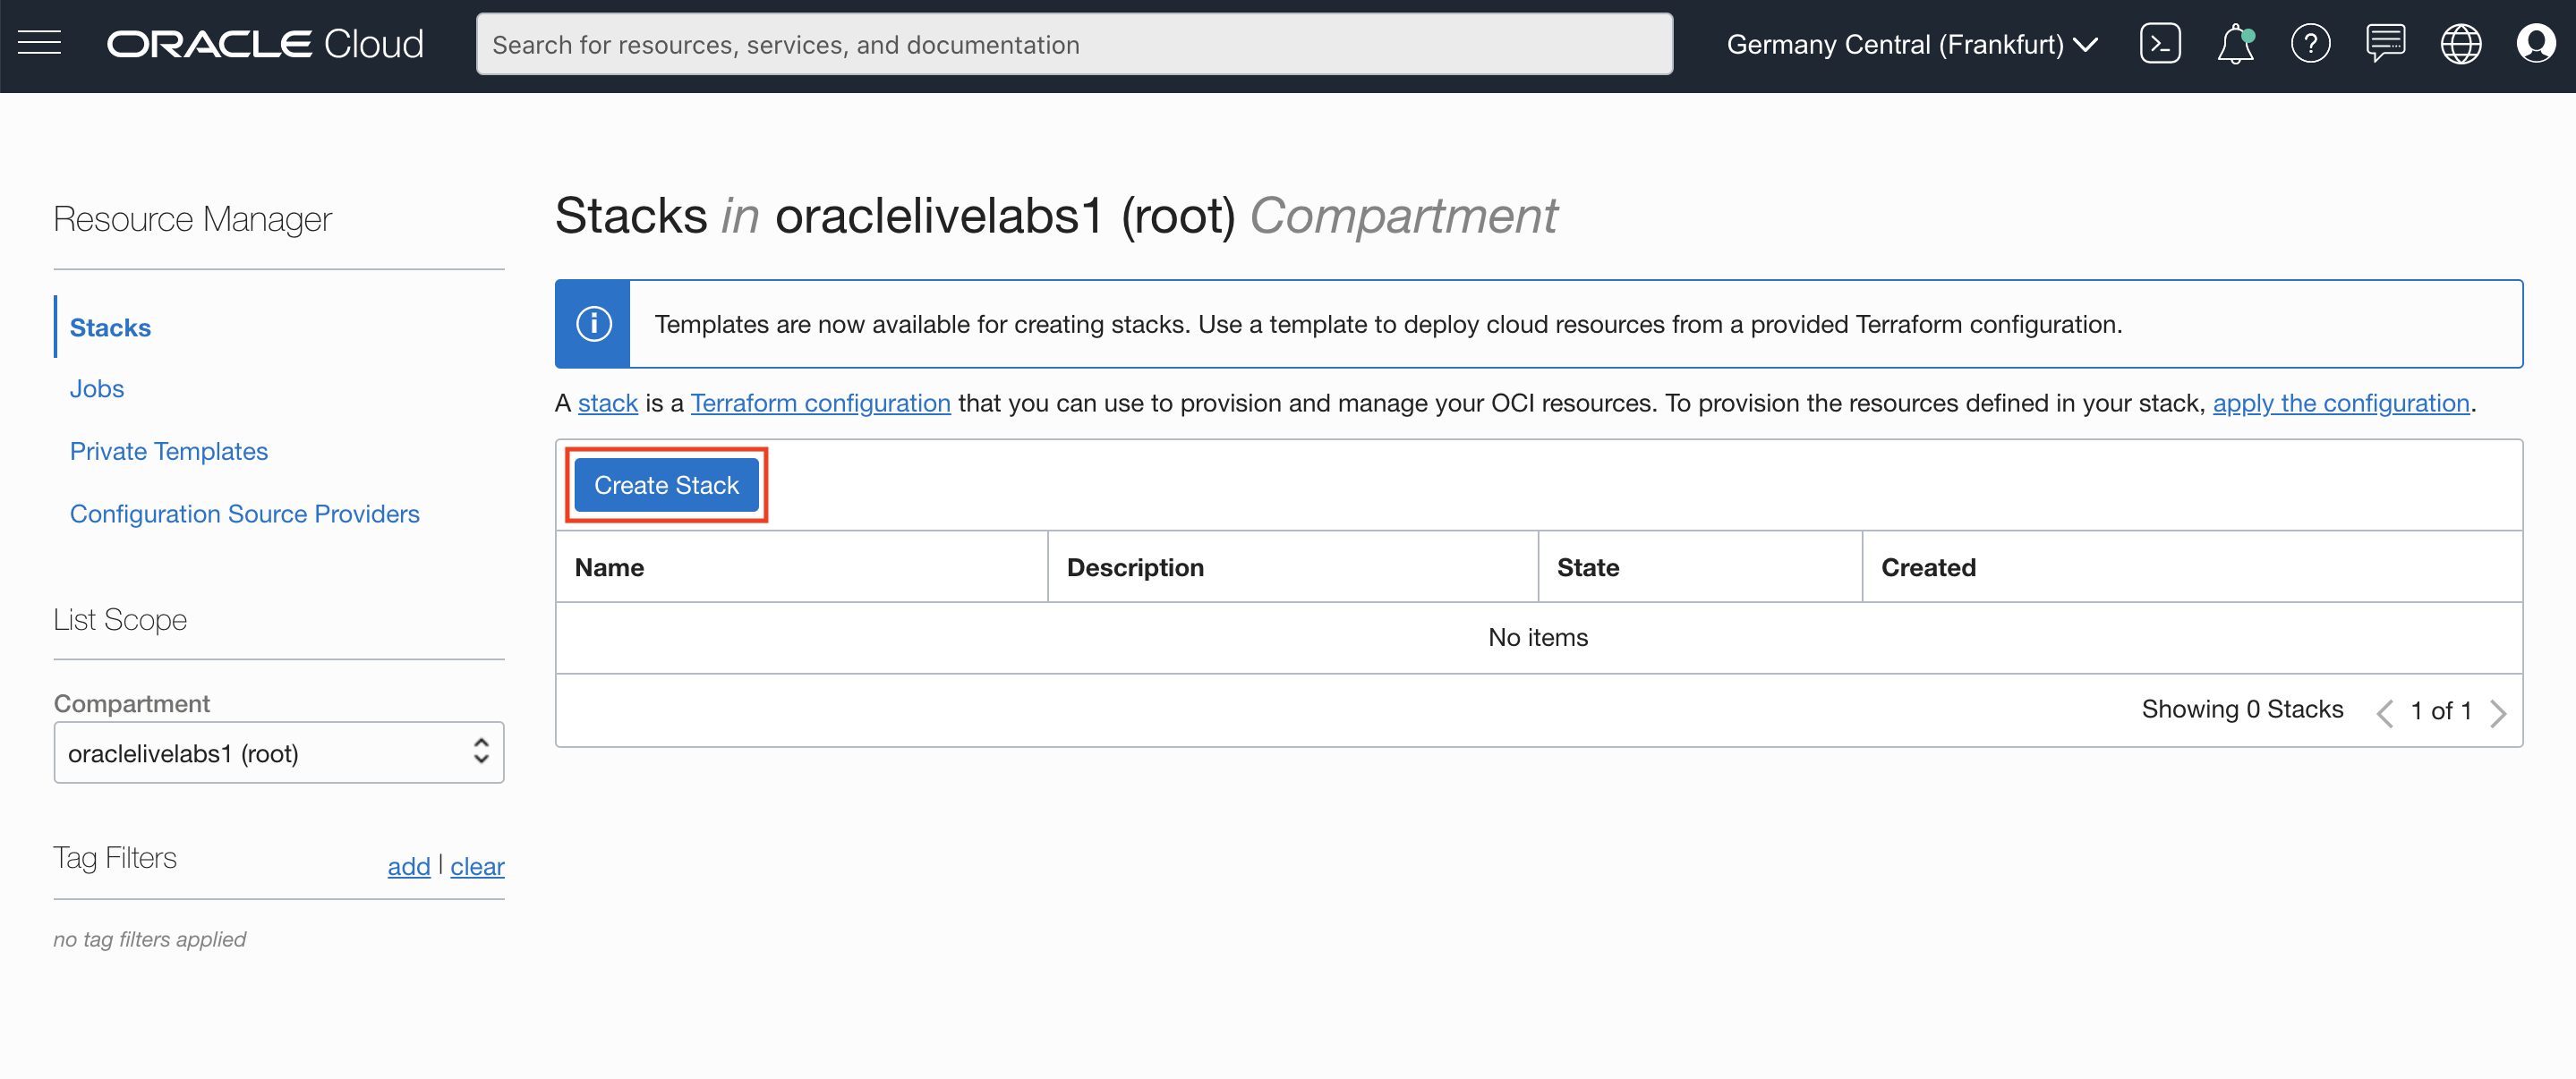 ORACLE Cloud
Search for resources, services, and documentation
Germany Central (Frankfurt)
Resource Manager
Stacks
Jobs
Private Templates
Configuration Source Providers
List Scope
Compartment
oraclelivelabs1 (root)
Tag Filters
add | clear
no tag filters applied
Stacks in oraclelivelabs1 (root) Compartment
Templates are now available for creating stacks. Use a template to deploy cloud resources from a provided Terraform configuration.
A stack is a Terraform configuration that you can use to provision and manage your OCI resources. To provision the resources defined in your stack, apply the configuration.
Create Stack
Name Description State Created
No items
Showing 0 Stacks 1 of 1